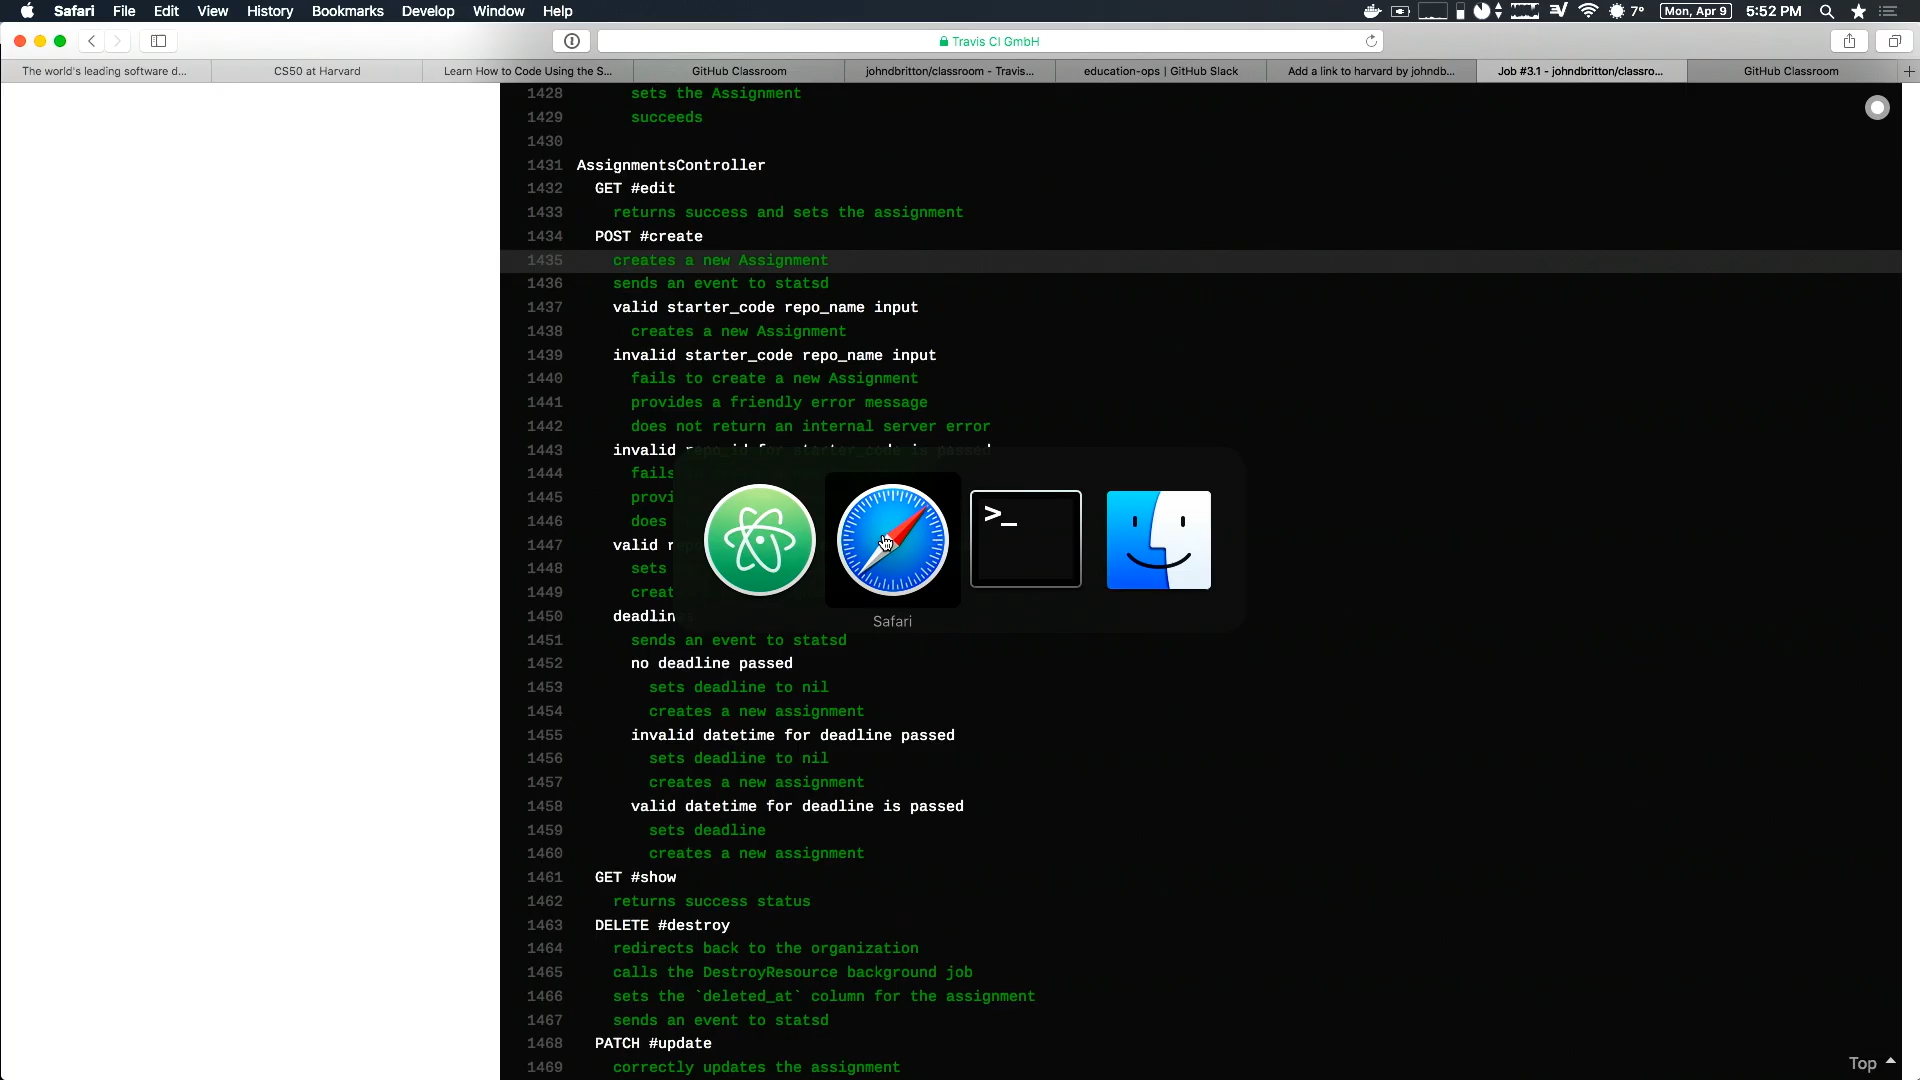 Safari File Edit View History Bookmarks Develop Window Help 7° Mon, Apr 9 5:52 PM
Travis CI GmbH
The world's leading software d... CS50 at Harvard Learn How to Code Using the S... GitHub Classroom johndbritton/classroom - Travis... education-ops | GitHub Slack Add a link to harvard by johndb... Job #3.1 - johndbritton/classro... GitHub Classroom
1428 sets the Assignment
1429 succeeds
1430
1431 AssignmentsController
1432 GET #edit
1433 returns success and sets the assignment
1434 POST #create
1435 creates a new Assignment
1436 sends an event to statsd
1437 valid starter_code repo_name input
1438 creates a new Assignment
1439 invalid starter_code repo_name input
1440 fails to create a new Assignment
1441 provides a friendly error message
1442 does not return an internal server error
1443 invalid repo_id for starter_code is passed
1444 fails
1445 provi
1446 does
1447 valid r
1448 sets
1449 creat
1450 deadlin
>_
Safari
1451 sends an event to statsd
1452 no deadline passed
1453 sets deadline to nil
1454 creates a new assignment
1455 invalid datetime for deadline passed
1456 sets deadline to nil
1457 creates a new assignment
1458 valid datetime for deadline is passed
1459 sets deadline
1460 creates a new assignment
1461 GET #show
1462 returns success status
1463 DELETE #destroy
1464 redirects back to the organization
1465 calls the DestroyResource background job
1466 sets the `deleted_at` column for the assignment
1467 sends an event to statsd
1468 PATCH #update
1469 correctly updates the assignment
Top